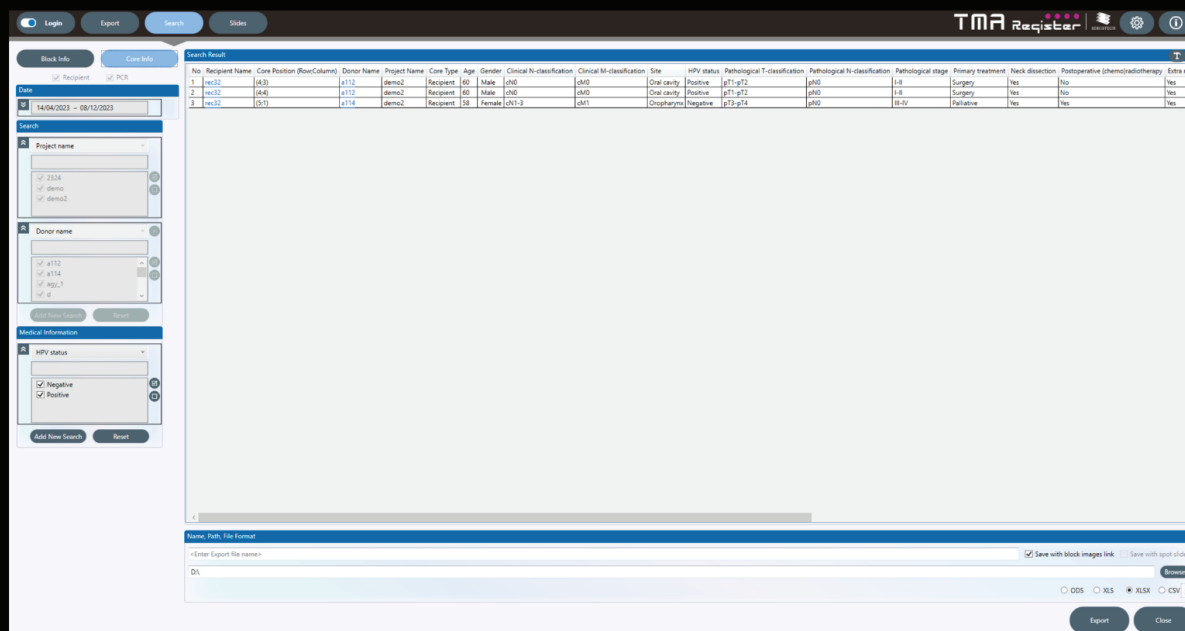 Login Export Search Slides TMA Register
Block Info Core Info
Recipient PCR
Date
14/04/2023 ~ 08/12/2023
Search
Project name
2324
demo
demo2
Donor name
a112
a114
agy_1
d
Add New Search Reset
Medical Information
HPV status
Negative
Positive
Add New Search Reset
Search Result
No Recipient Name Core Position (Row;Column) Donor Name Project Name Core Type Age Gender Clinical N-classification Clinical M-classification Site HPV status Pathological T-classification Pathological N-classification Pathological stage Primary treatment Neck dissection Postoperative (chemo)radiotherapy
1 rec32 (4;3) a112 demo2 Recipient 60 Male cN0 cM0 Oral cavity Positive pT1-pT2 pN0 I-II Surgery Yes No Yes
2 rec32 (4;4) a112 demo2 Recipient 60 Male cN0 cM0 Oral cavity Positive pT1-pT2 pN0 I-II Surgery Yes No Yes
3 rec32 (5;1) a114 demo2 Recipient 58 Female cN1-3 cM1 Oropharynx Negative pT3-pT4 pN0 III-IV Palliative Yes Yes Yes
Name, Path, File Format
<Enter Export file name> Save with block images link Save with spot slide
D:\ Browse
ODS XLS XLSX CSV
Export Close